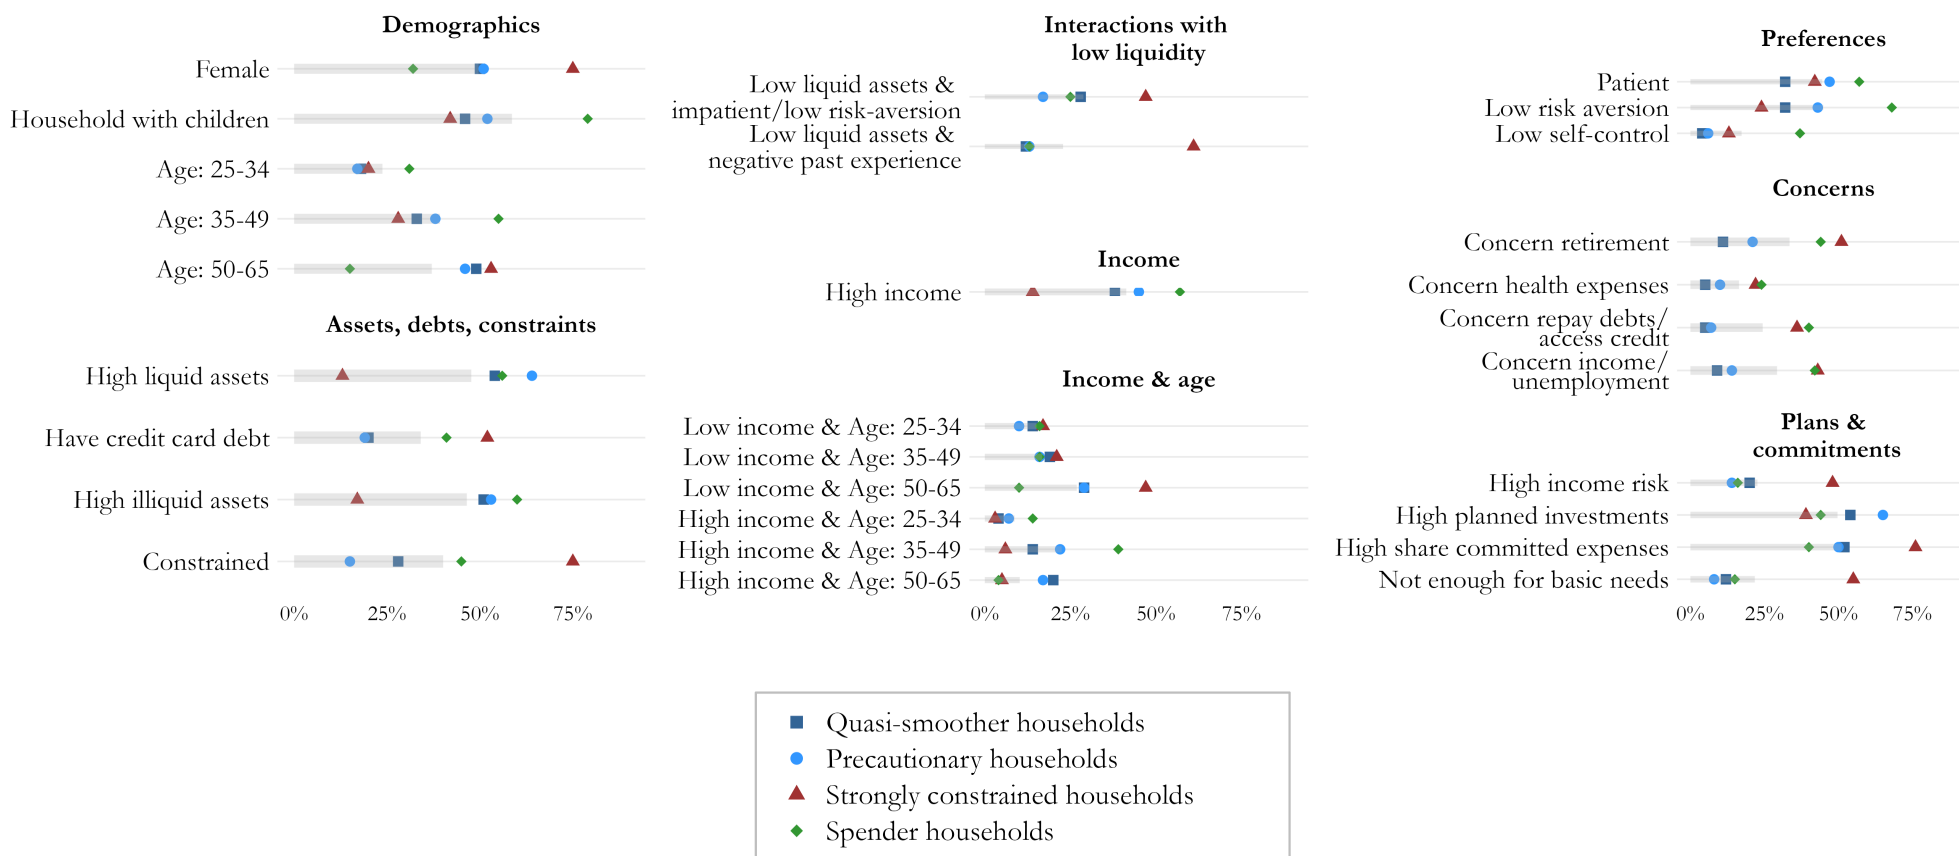 Demographics
Female
Household with children
Age: 25-34
Age: 35-49
Age: 50-65
Assets, debts, constraints
High liquid assets
Have credit card debt
High illiquid assets
Constrained
0% 25% 50% 75%
Interactions with
low liquidity
Low liquid assets &
impatient/low risk-aversion
Low liquid assets &
negative past experience
Income
High income
Income & age
Low income & Age: 25-34
Low income & Age: 35-49
Low income & Age: 50-65
High income & Age: 25-34
High income & Age: 35-49
High income & Age: 50-65
0% 25% 50% 75%
Preferences
Patient
Low risk aversion
Low self-control
Concerns
Concern retirement
Concern health expenses
Concern repay debts/
access credit
Concern income/
unemployment
Plans &
commitments
High income risk
High planned investments
High share committed expenses
Not enough for basic needs
0% 25% 50% 75%
Quasi-smoother households
Precautionary households
Strongly constrained households
Spender households